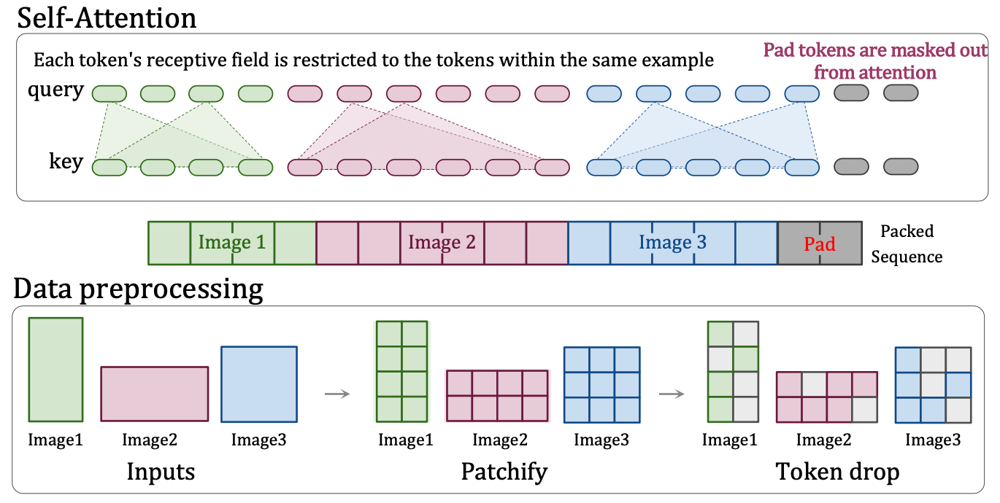 Self-Attention
Each token's receptive field is restricted to the tokens within the same example
Pad tokens are masked out
from attention
query
key
Image 1
Image 2
Image 3
Pad
Packed
Sequence
Data preprocessing
Image1
Image2
Image3
Inputs
Image1
Image2
Image3
Patchify
Image1
Image2
Image3
Token drop